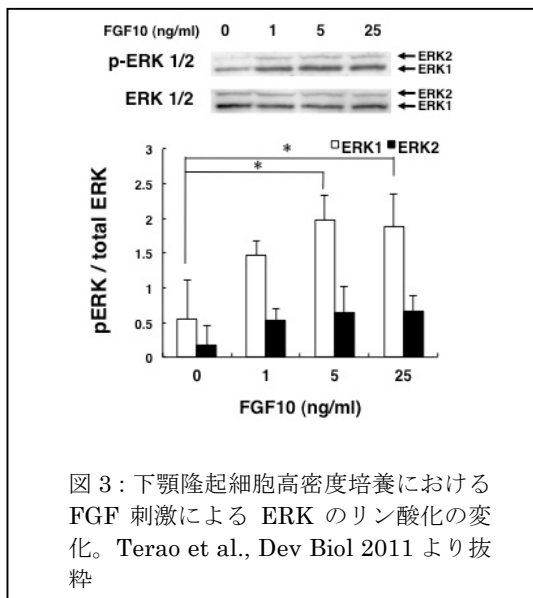 FGF10 (ng/ml) 0 1 5 25
p-ERK 1/2 ←ERK2
←ERK1
ERK 1/2 ←ERK2
←ERK1
3
2.5
2
1.5
1
0.5
0
pERK / total ERK
* □ERK1 ■ERK2
*
0 1 5 25
FGF10 (ng/ml)
図 3 : 下顎隆起細胞高密度培養における
FGF 刺激による ERK のリン酸化の変
化。Terao et al., Dev Biol 2011 より抜
粋